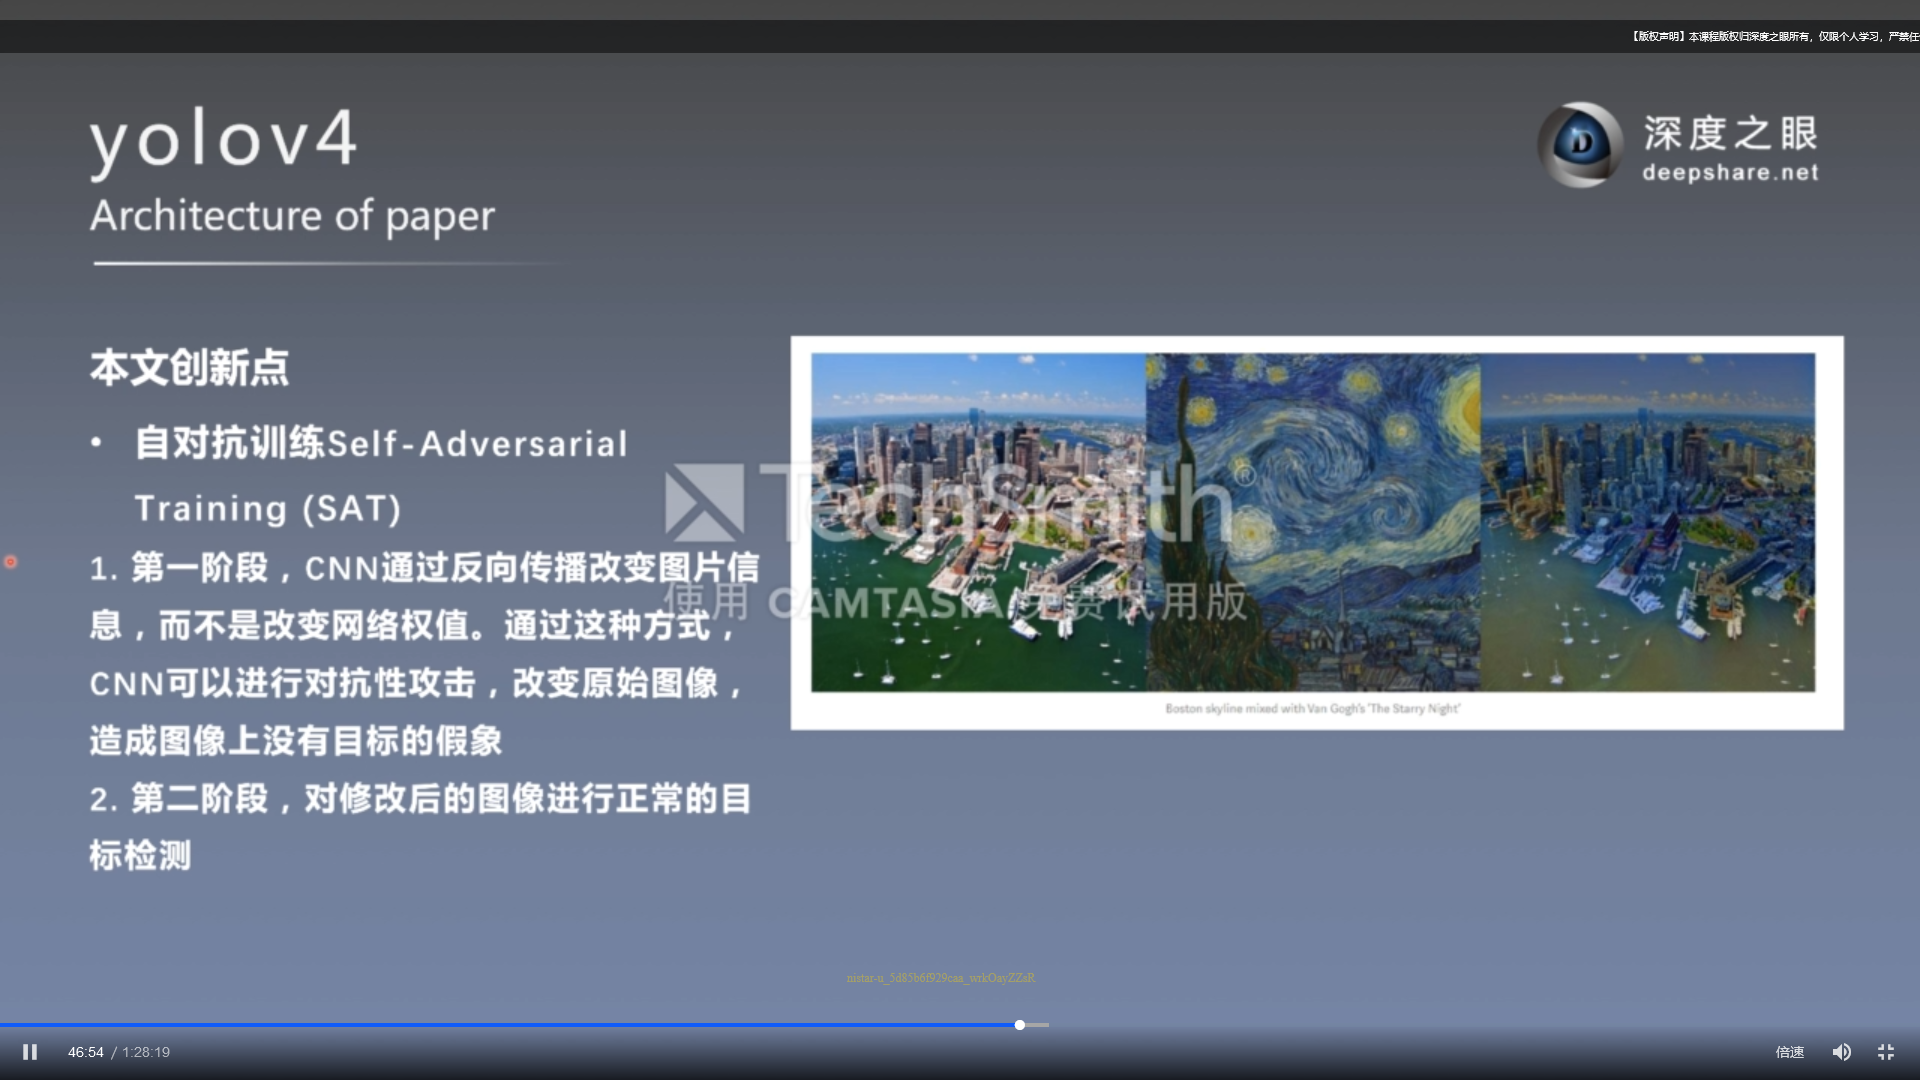 【版权声明】本课程版权归深度之眼所有，仅限个人学习，严禁任
yolov4
Architecture of paper
深度之眼
deepshare.net
本文创新点
• 自对抗训练Self-Adversarial
Training (SAT)
1. 第一阶段，CNN通过反向传播改变图片信
息，而不是改变网络权值。通过这种方式，
CNN可以进行对抗性攻击，改变原始图像，
造成图像上没有目标的假象
2. 第二阶段，对修改后的图像进行正常的目
标检测
TechSmith
®
使用 CAMTASIA 免费试用版
Boston skyline mixed with Van Gogh's 'The Starry Night'
nistar-u_5d85b6f929caa_wrkOayZZsR
46:54 / 1:28:19
倍速